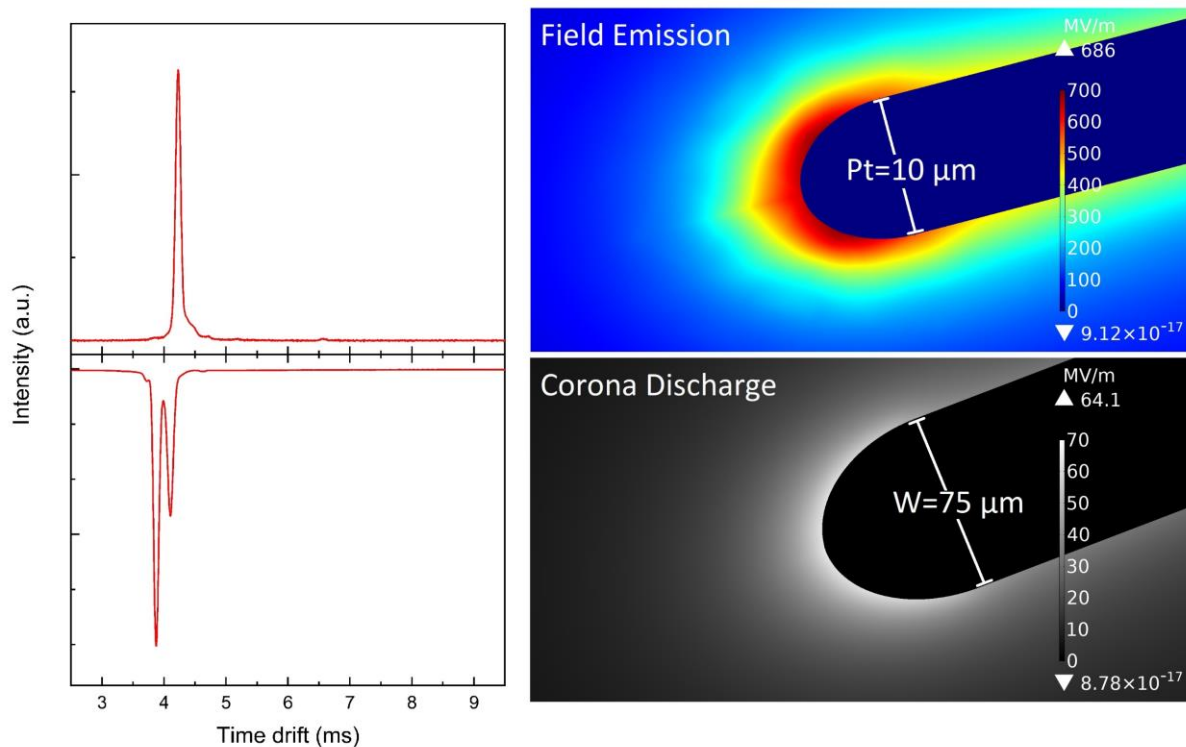 Intensity (a.u.)
3 4 5 6 7 8 9
Time drift (ms)
Field Emission
MV/m
686
700
600
500
400
300
200
100
0
9.12×10⁻¹⁷
Pt=10 μm
Corona Discharge
MV/m
64.1
70
60
50
40
30
20
10
0
8.78×10⁻¹⁷
W=75 μm